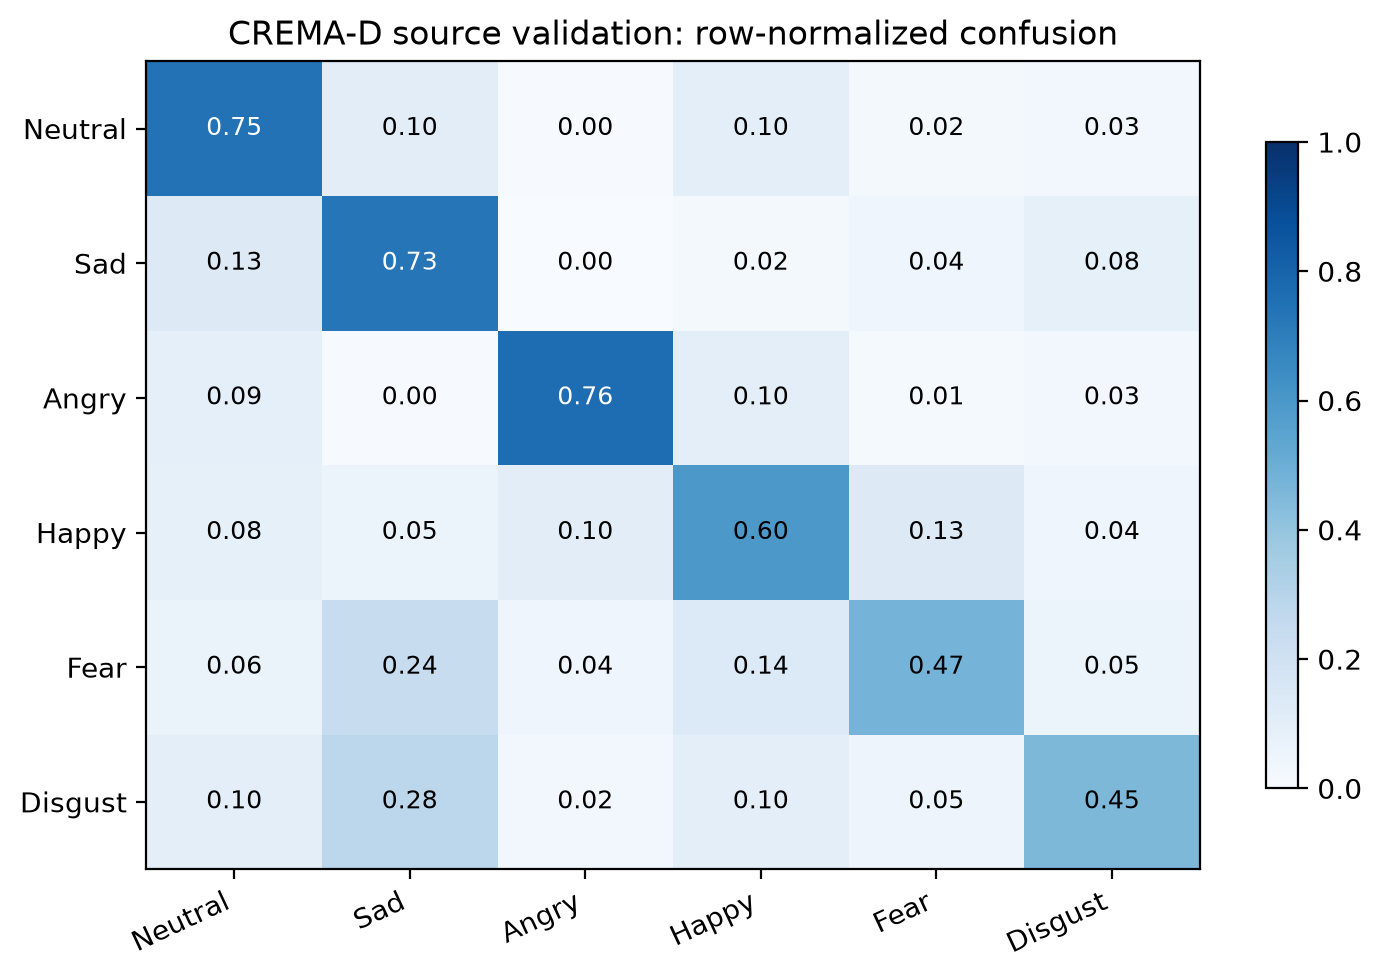 CREMA-D source validation: row-normalized confusion
Neutral 0.75 0.10 0.00 0.10 0.02 0.03
Sad 0.13 0.73 0.00 0.02 0.04 0.08
Angry 0.09 0.00 0.76 0.10 0.01 0.03
Happy 0.08 0.05 0.10 0.60 0.13 0.04
Fear 0.06 0.24 0.04 0.14 0.47 0.05
Disgust 0.10 0.28 0.02 0.10 0.05 0.45
Neutral Sad Angry Happy Fear Disgust
1.0
0.8
0.6
0.4
0.2
0.0